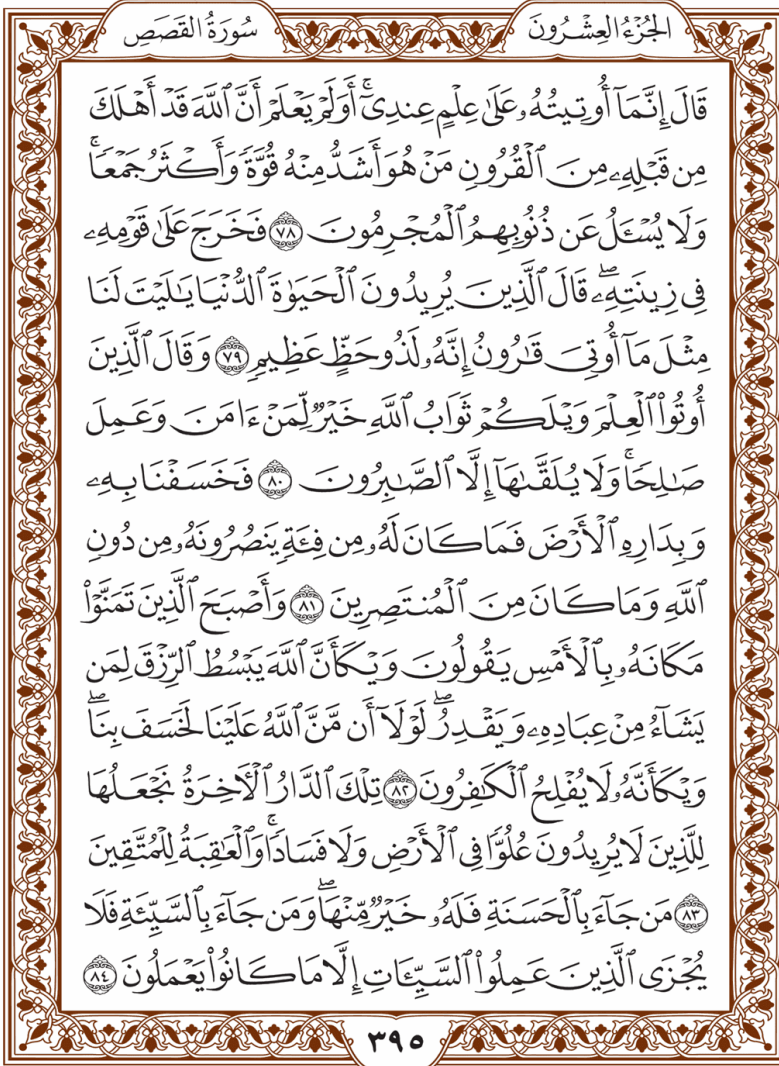 الجُزْءُ العِشْرُونَ
سُورَةُ القَصَصِ
قَالَ إِنَّمَآ أُوتِيتُهُۥ عَلَىٰ عِلْمٍ عِندِىٓۚ أَوَلَمْ يَعْلَمْ أَنَّ ٱللَّهَ قَدْ أَهْلَكَ
مِن قَبْلِهِۦ مِنَ ٱلْقُرُونِ مَنْ هُوَ أَشَدُّ مِنْهُ قُوَّةً وَأَكْثَرُ جَمْعًاۚ
وَلَا يُسْـَٔلُ عَن ذُنُوبِهِمُ ٱلْمُجْرِمُونَ ٧٨ فَخَرَجَ عَلَىٰ قَوْمِهِۦ
فِى زِينَتِهِۦۖ قَالَ ٱلَّذِينَ يُرِيدُونَ ٱلْحَيَوٰةَ ٱلدُّنْيَا يَـٰلَيْتَ لَنَا
مِثْلَ مَآ أُوتِىَ قَـٰرُونُ إِنَّهُۥ لَذُو حَظٍّ عَظِيمٍ ٧٩ وَقَالَ ٱلَّذِينَ
أُوتُوا۟ ٱلْعِلْمَ وَيْلَكُمْ ثَوَابُ ٱللَّهِ خَيْرٌ لِّمَنْ ءَامَنَ وَعَمِلَ
صَـٰلِحًاۚ وَلَا يُلَقَّىٰهَآ إِلَّا ٱلصَّـٰبِرُونَ ٨٠ فَخَسَفْنَا بِهِۦ
وَبِدَارِهِ ٱلْأَرْضَ فَمَا كَانَ لَهُۥ مِن فِئَةٍ يَنصُرُونَهُۥ مِن دُونِ
ٱللَّهِ وَمَا كَانَ مِنَ ٱلْمُنتَصِرِينَ ٨١ وَأَصْبَحَ ٱلَّذِينَ تَمَنَّوْا۟
مَكَانَهُۥ بِٱلْأَمْسِ يَقُولُونَ وَيْكَأَنَّ ٱللَّهَ يَبْسُطُ ٱلرِّزْقَ لِمَن
يَشَآءُ مِنْ عِبَادِهِۦ وَيَقْدِرُۖ لَوْلَآ أَن مَّنَّ ٱللَّهُ عَلَيْنَا لَخَسَفَ بِنَاۖ
وَيْكَأَنَّهُۥ لَا يُفْلِحُ ٱلْكَـٰفِرُونَ ٨٢ تِلْكَ ٱلدَّارُ ٱلْـَٔاخِرَةُ نَجْعَلُهَا
لِلَّذِينَ لَا يُرِيدُونَ عُلُوًّا فِى ٱلْأَرْضِ وَلَا فَسَادًاۚ وَٱلْعَـٰقِبَةُ لِلْمُتَّقِينَ
٨٣ مَن جَآءَ بِٱلْحَسَنَةِ فَلَهُۥ خَيْرٌ مِّنْهَاۖ وَمَن جَآءَ بِٱلسَّيِّئَةِ فَلَا
يُجْزَى ٱلَّذِينَ عَمِلُوا۟ ٱلسَّيِّـَٔاتِ إِلَّا مَا كَانُوا۟ يَعْمَلُونَ ٨٤
٣٩٥